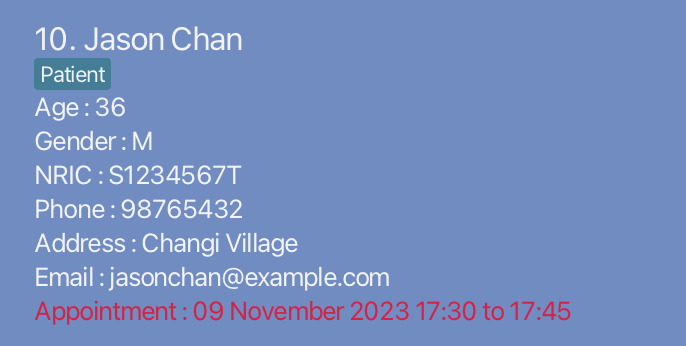 10. Jason Chan
Patient
Age : 36
Gender : M
NRIC : S1234567T
Phone : 98765432
Address : Changi Village
Email : jasonchan@example.com
Appointment : 09 November 2023 17:30 to 17:45